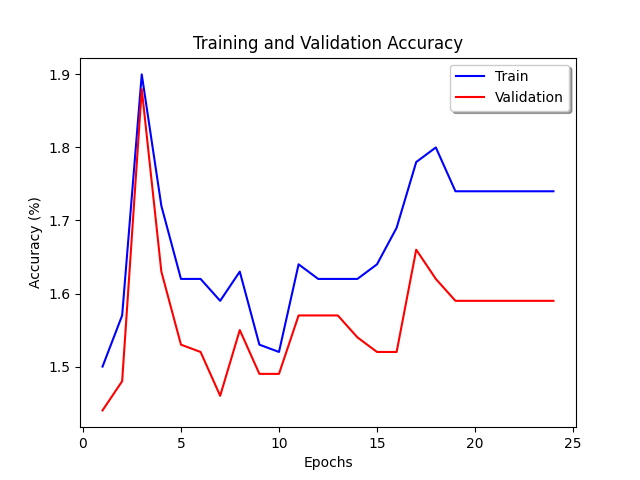 Training and Validation Accuracy
Train
Validation
Accuracy (%)
1.9
1.8
1.7
1.6
1.5
0
5
10
15
20
25
Epochs